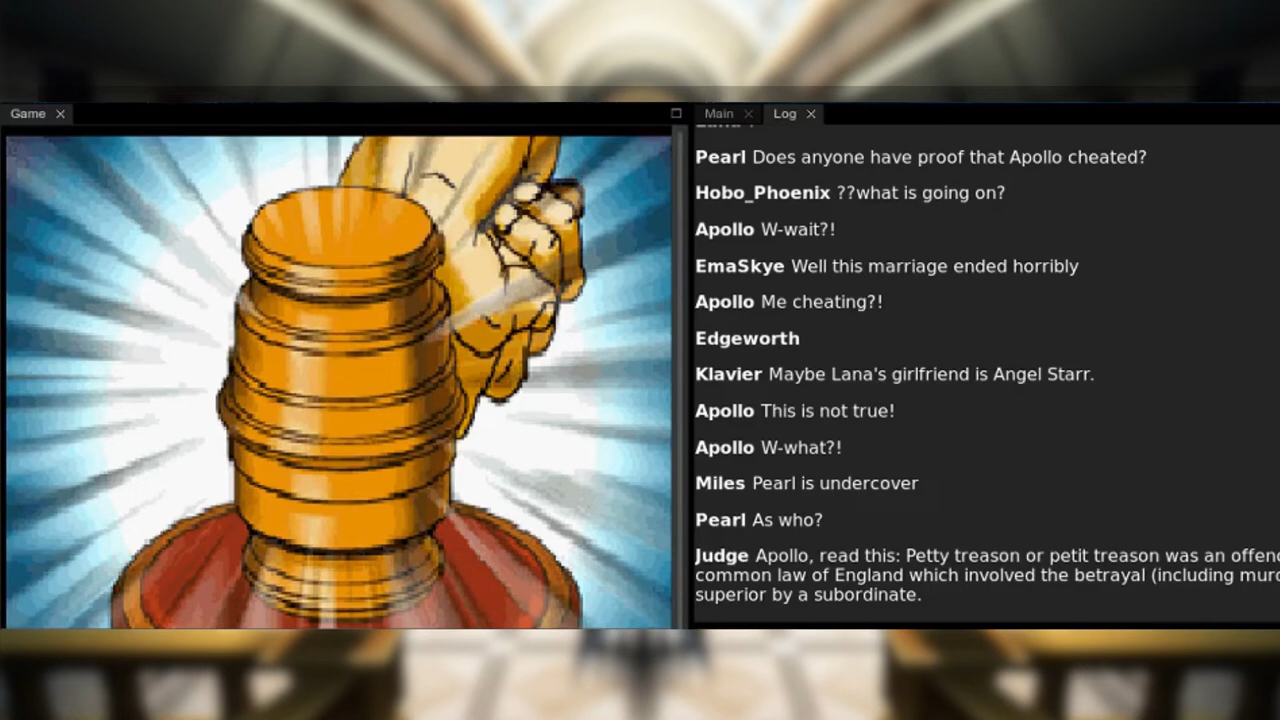 Game
Main
Log
Pearl Does anyone have proof that Apollo cheated?
Hobo_Phoenix ??what is going on?
Apollo W-wait?!
EmaSkye Well this marriage ended horribly
Apollo Me cheating?!
Edgeworth
Klavier Maybe Lana's girlfriend is Angel Starr.
Apollo This is not true!
Apollo W-what?!
Miles Pearl is undercover
Pearl As who?
Judge Apollo, read this: Petty treason or petit treason was an
common law of England which involved the betrayal (including
superior by a subordinate.